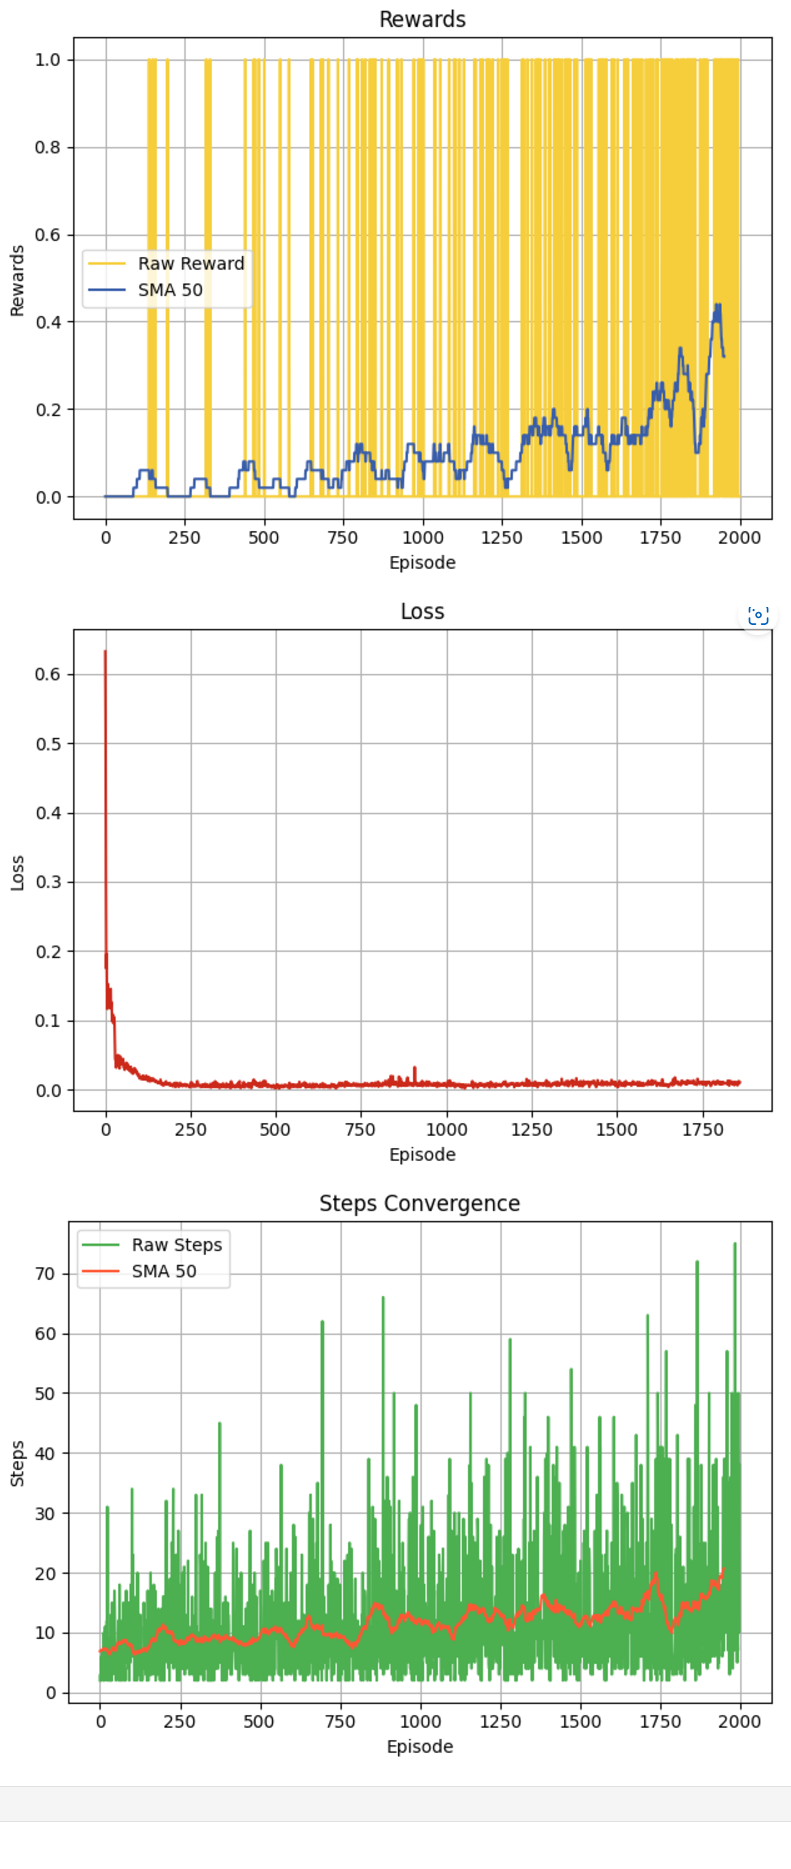 Rewards
1.0
0.8
0.6
0.4
0.2
0.0
Rewards
Raw Reward
SMA 50
0 250 500 750 1000 1250 1500 1750 2000
Episode
Loss
0.6
0.5
0.4
0.3
0.2
0.1
0.0
Loss
0 250 500 750 1000 1250 1500 1750
Episode
Steps Convergence
Raw Steps
SMA 50
70
60
50
40
30
20
10
0
Steps
0 250 500 750 1000 1250 1500 1750 2000
Episode